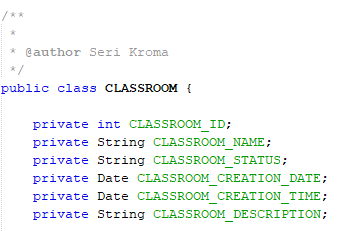 /**
 *
 * @author Seri Kroma
 */
public class CLASSROOM {
    private int CLASSROOM_ID;
    private String CLASSROOM_NAME;
    private String CLASSROOM_STATUS;
    private Date CLASSROOM_CREATION_DATE;
    private Date CLASSROOM_CREATION_TIME;
    private String CLASSROOM_DESCRIPTION;